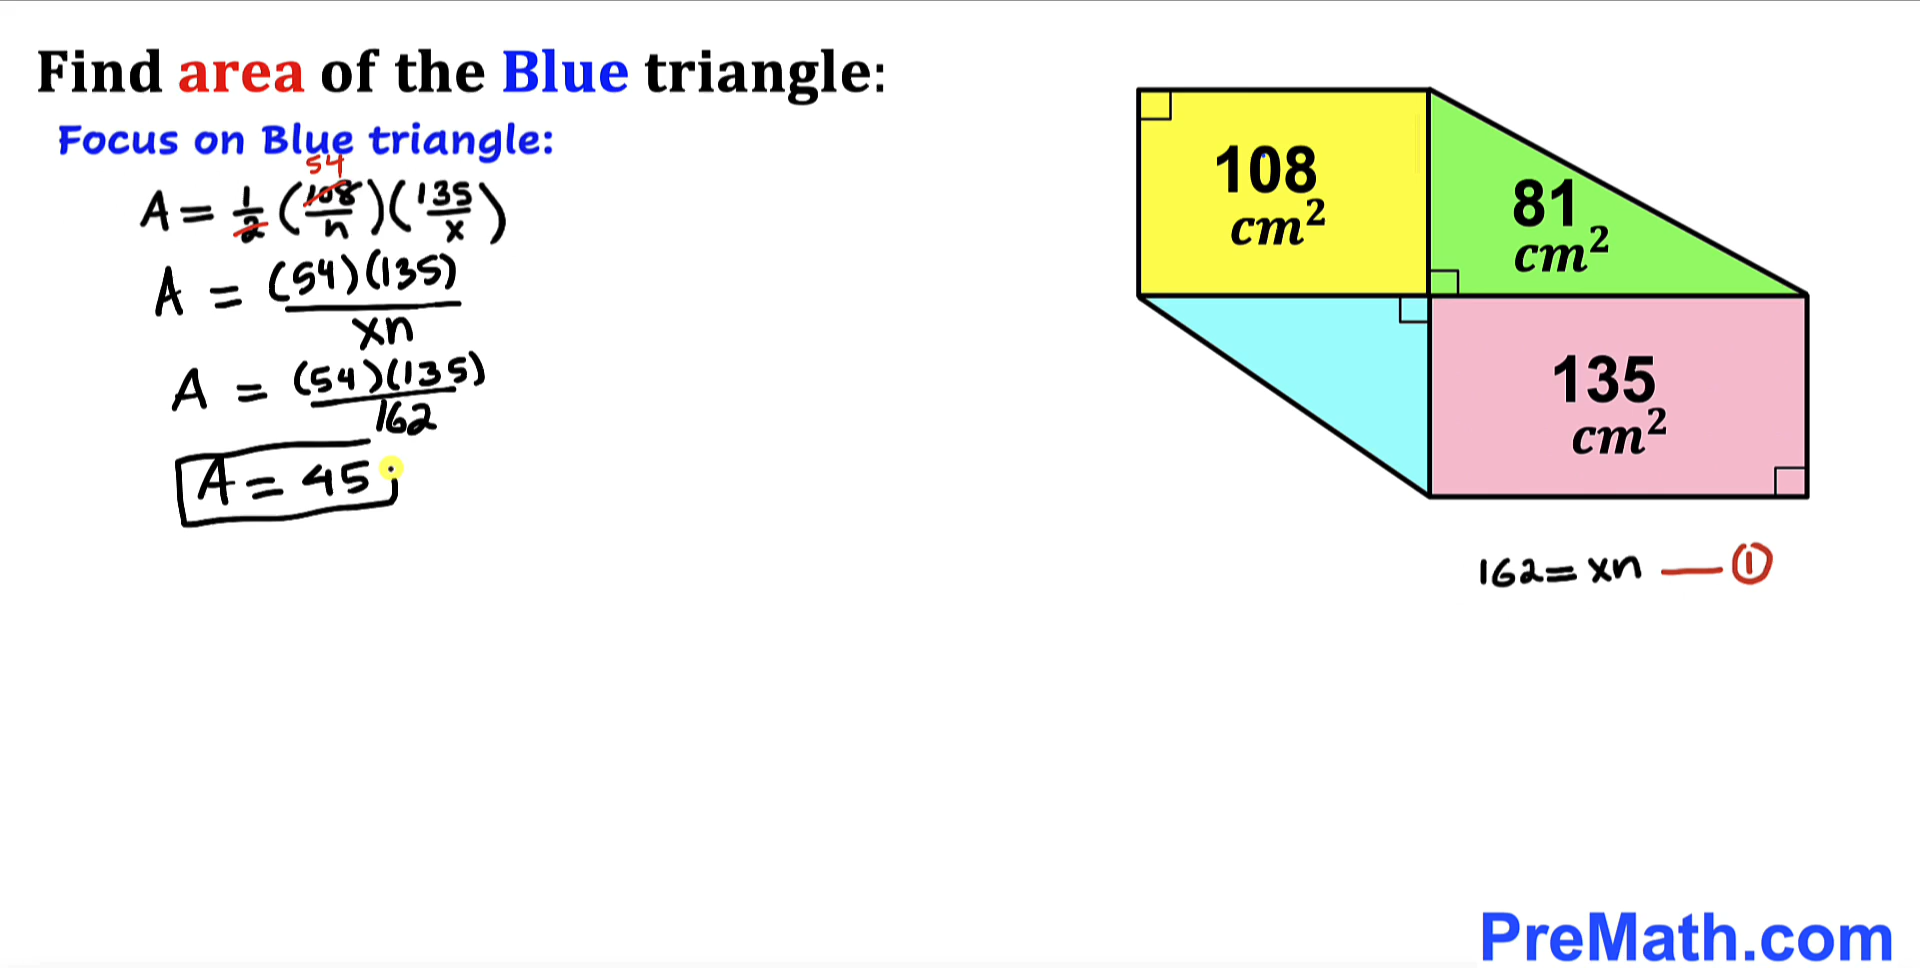 Find area of the Blue triangle:
Focus on Blue triangle:
54
A = 1/2 (108/n)(135/x)
A = (54)(135)/xn
A = (54)(135)/162
A = 45
108
cm²
81
cm²
135
cm²
162 = xn — ①
PreMath.com